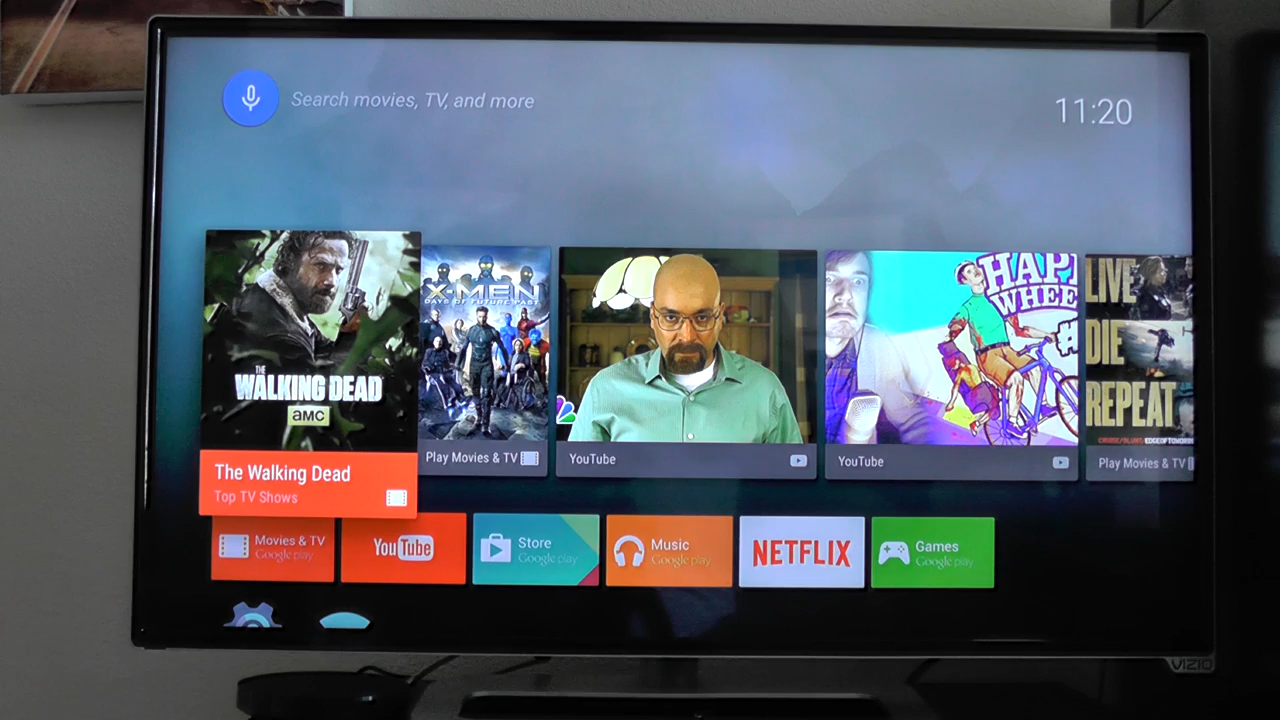 Search movies, TV, and more
11:20
THE
WALKING DEAD
aMC
X-MEN
DAYS OF FUTURE PAST
HAP
WHEE
#
LIVE
DIE
REPEAT
The Walking Dead
Top TV Shows
Play Movies & TV
YouTube
YouTube
Play Movies & TV
Movies & TV
Google play
YouTube
Store
Google play
Music
Google play
NETFLIX
Games
Google play
VIZIO